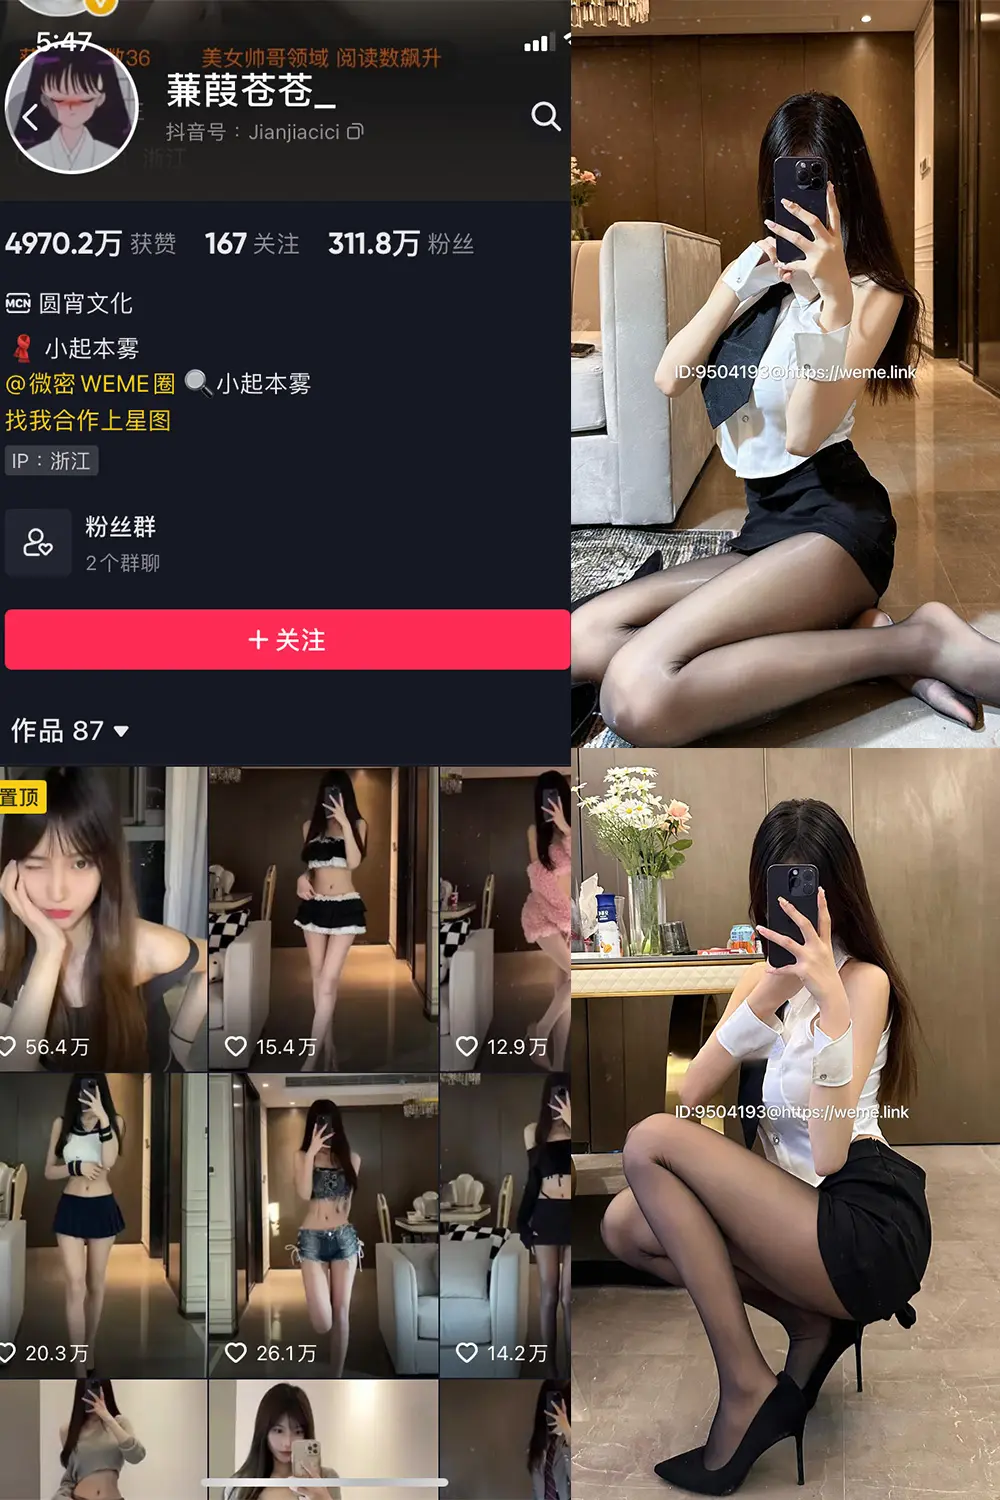 5:47
数36
美女帅哥领域 阅读数飙升
蒹葭苍苍_
抖音号：Jianjiacici
浙江
4970.2万 获赞 167 关注 311.8万 粉丝
MCN 圆宵文化
小起本雾
@微密WEME圈 小起本雾
找我合作上星图
IP：浙江
粉丝群
2个群聊
+ 关注
作品 87
置顶
56.4万
15.4万
12.9万
20.3万
26.1万
14.2万
ID:9504193@https://weme.link
ID:9504193@https://weme.link